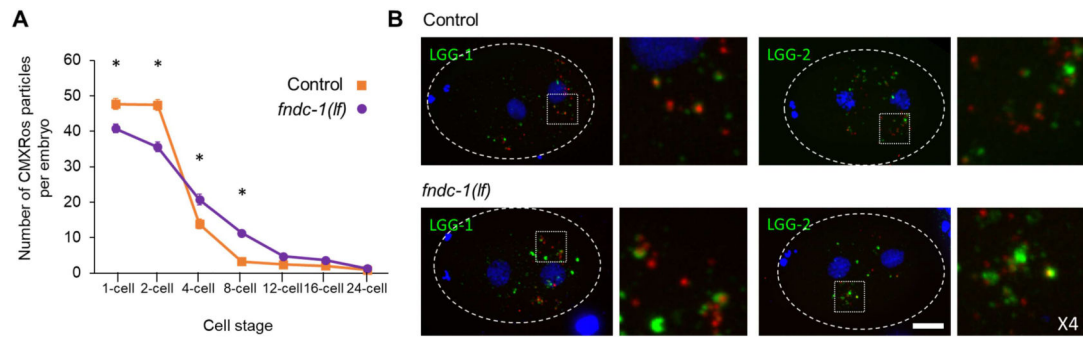 A
Number of CMXRos particles
per embryo
60
50
40
30
20
10
0
* * * *
Control
fndc-1(lf)
1-cell 2-cell 4-cell 8-cell 12-cell 16-cell 24-cell
Cell stage
B
Control
LGG-1
LGG-2
fndc-1(lf)
LGG-1
LGG-2
X4